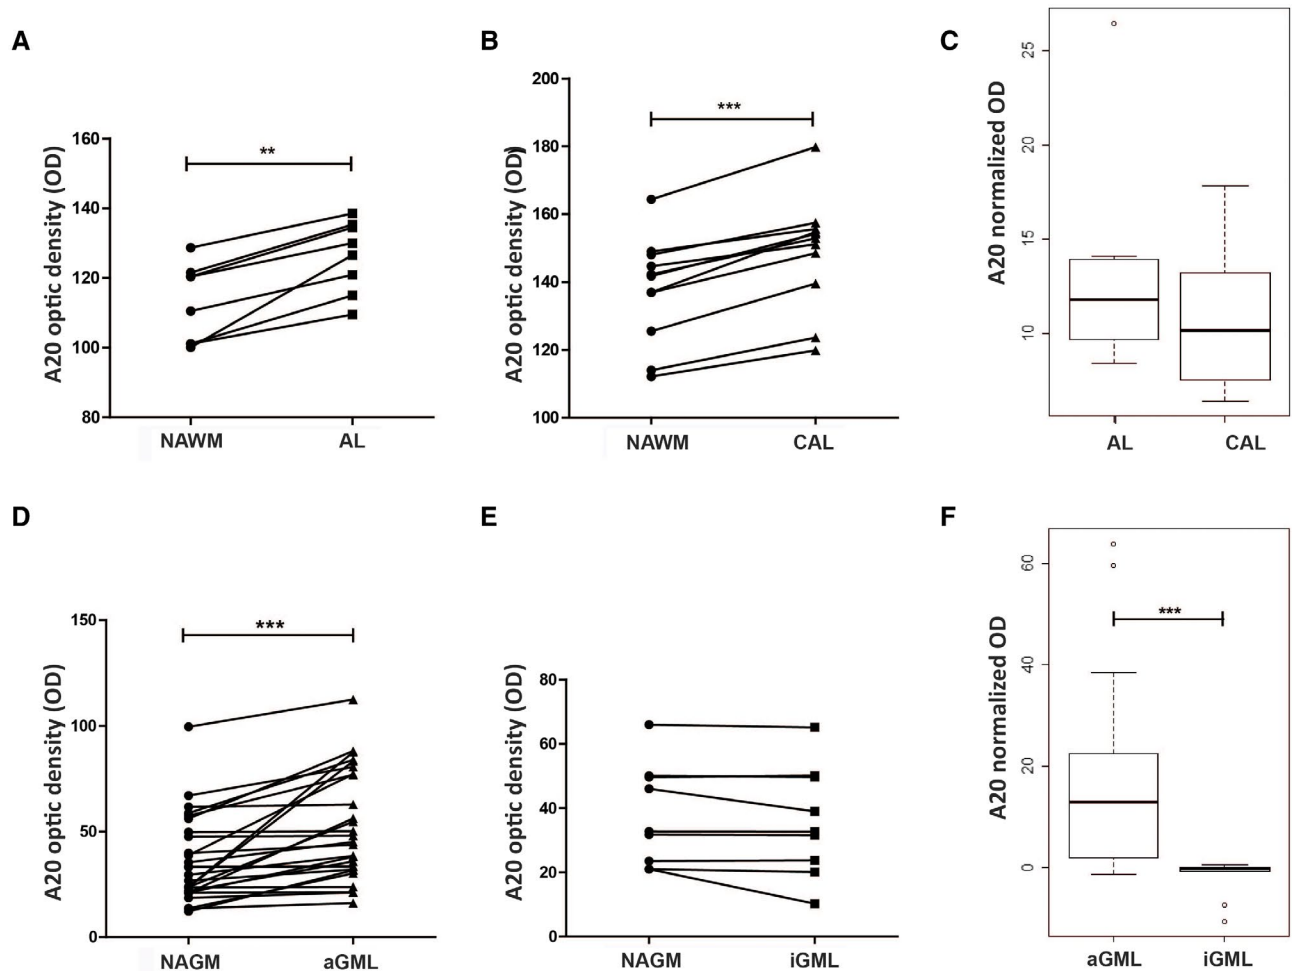 A
A20 optic density (OD)
160
140
120
100
80
**
NAWM AL
B
A20 optic density (OD)
200
180
160
140
120
100
***
NAWM CAL
C
A20 normalized OD
25
20
15
10
AL CAL
D
A20 optic density (OD)
150
100
50
0
***
NAGM aGML
E
A20 optic density (OD)
80
60
40
20
0
NAGM iGML
F
A20 normalized OD
60
40
20
0
***
aGML iGML